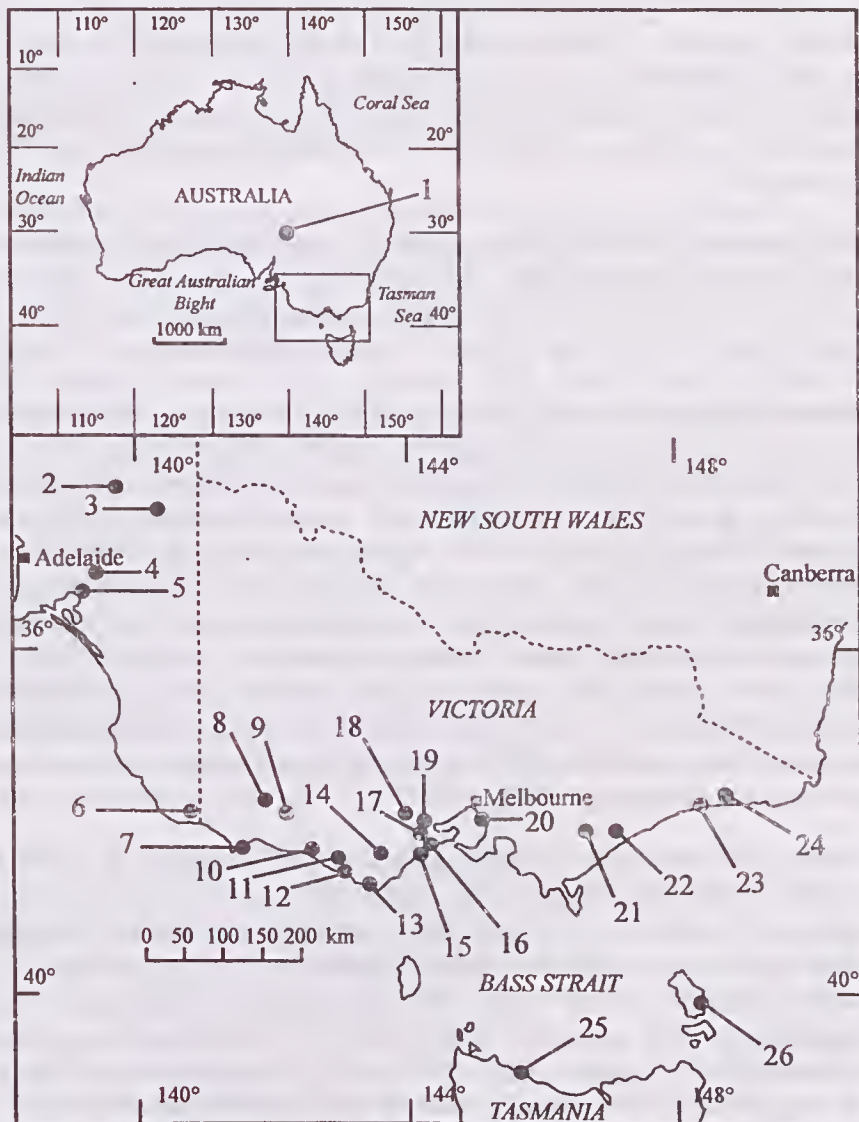 110° 120° 130° 140° 150°
10°
Coral Sea
20° 20°
Indian
Ocean
AUSTRALIA 1
30° 30°
Great Australian
Bight
Tasman
Sea
40° 40°
1000 km
110° 120° 130° 140° 150°
140° 144° 148°
2
3
NEW SOUTH WALES
Adelaide 4
5
Canberra
36° 36°
VICTORIA
8 9 18 19
6 14 17 Melbourne
20 24
7 10 11 12
13 15 16 21 22 23
0 50 100 150 200 km
BASS STRAIT
40° 40°
25 26
140° 144° 148°
TASMANIA